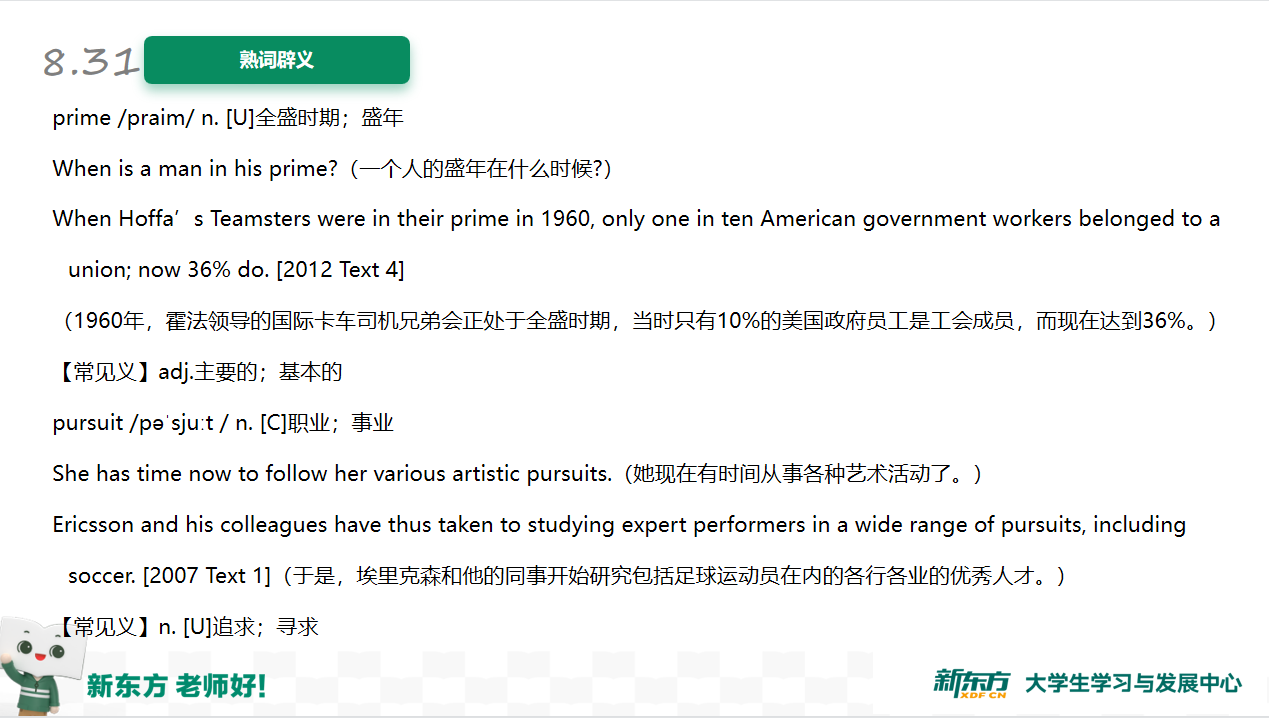 8.31 熟词辟义
prime /praim/ n. [U]全盛时期；盛年
When is a man in his prime?（一个人的盛年在什么时候?）
When Hoffa’s Teamsters were in their prime in 1960, only one in ten American government workers belonged to a
union; now 36% do. [2012 Text 4]
（1960年，霍法领导的国际卡车司机兄弟会正处于全盛时期，当时只有10%的美国政府员工是工会成员，而现在达到36%。）
【常见义】adj.主要的；基本的
pursuit /pəˈsjuːt / n. [C]职业；事业
She has time now to follow her various artistic pursuits.（她现在有时间从事各种艺术活动了。）
Ericsson and his colleagues have thus taken to studying expert performers in a wide range of pursuits, including
soccer. [2007 Text 1]（于是，埃里克森和他的同事开始研究包括足球运动员在内的各行各业的优秀人才。）
【常见义】n. [U]追求；寻求
新东方 老师好!
新东方 XDF.CN 大学生学习与发展中心